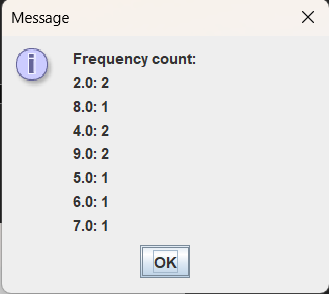 Message
Frequency count:
2.0: 2
8.0: 1
4.0: 2
9.0: 2
5.0: 1
6.0: 1
7.0: 1
OK